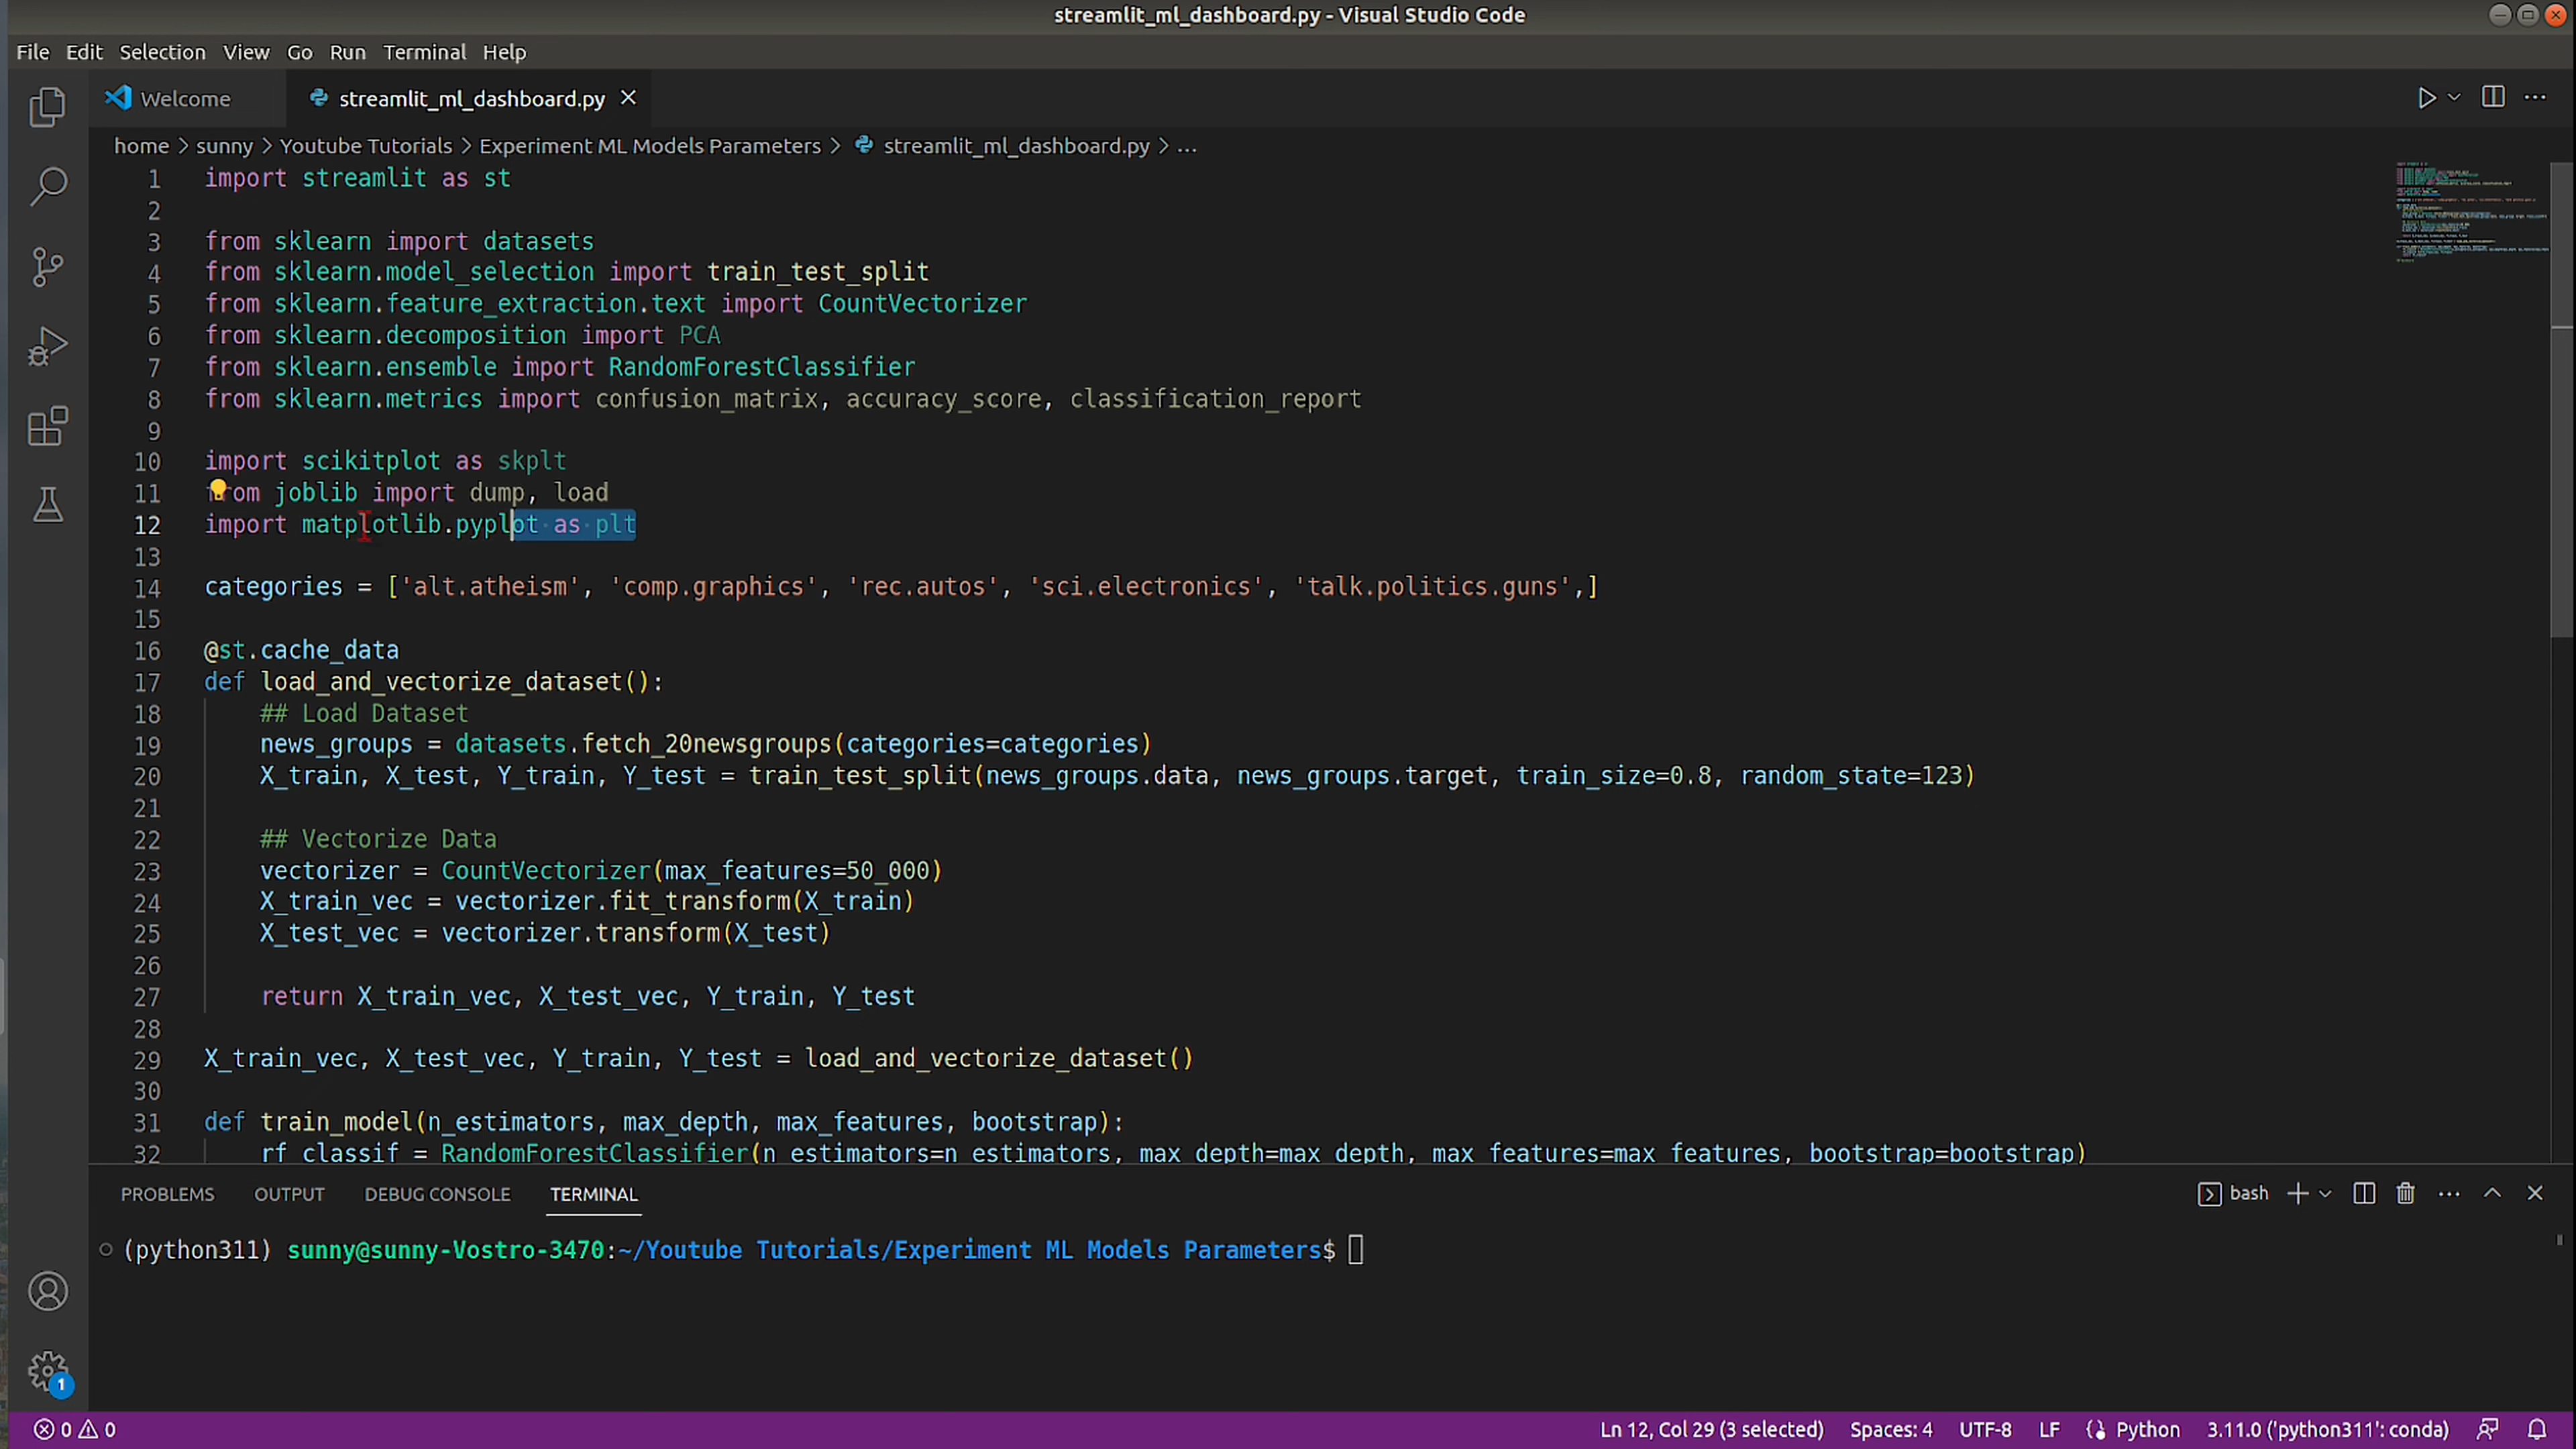 streamlit_ml_dashboard.py - Visual Studio Code
File Edit Selection View Go Run Terminal Help
Welcome streamlit_ml_dashboard.py
home > sunny > Youtube Tutorials > Experiment ML Models Parameters > streamlit_ml_dashboard.py > ...
1 import streamlit as st
2
3 from sklearn import datasets
4 from sklearn.model_selection import train_test_split
5 from sklearn.feature_extraction.text import CountVectorizer
6 from sklearn.decomposition import PCA
7 from sklearn.ensemble import RandomForestClassifier
8 from sklearn.metrics import confusion_matrix, accuracy_score, classification_report
9
10 import scikitplot as skplt
11 from joblib import dump, load
12 import matplotlib.pyplot as plt
13
14 categories = ['alt.atheism', 'comp.graphics', 'rec.autos', 'sci.electronics', 'talk.politics.guns',]
15
16 @st.cache_data
17 def load_and_vectorize_dataset():
18 ## Load Dataset
19 news_groups = datasets.fetch_20newsgroups(categories=categories)
20 X_train, X_test, Y_train, Y_test = train_test_split(news_groups.data, news_groups.target, train_size=0.8, random_state=123)
21
22 ## Vectorize Data
23 vectorizer = CountVectorizer(max_features=50_000)
24 X_train_vec = vectorizer.fit_transform(X_train)
25 X_test_vec = vectorizer.transform(X_test)
26
27 return X_train_vec, X_test_vec, Y_train, Y_test
28
29 X_train_vec, X_test_vec, Y_train, Y_test = load_and_vectorize_dataset()
30
31 def train_model(n_estimators, max_depth, max_features, bootstrap):
32 rf_classif = RandomForestClassifier(n_estimators=n_estimators, max_depth=max_depth, max_features=max_features, bootstrap=bootstrap)
PROBLEMS OUTPUT DEBUG CONSOLE TERMINAL bash
(python311) sunny@sunny-Vostro-3470:~/Youtube Tutorials/Experiment ML Models Parameters$
1
0 0 Ln 12, Col 29 (3 selected) Spaces: 4 UTF-8 LF Python 3.11.0 ('python311': conda)